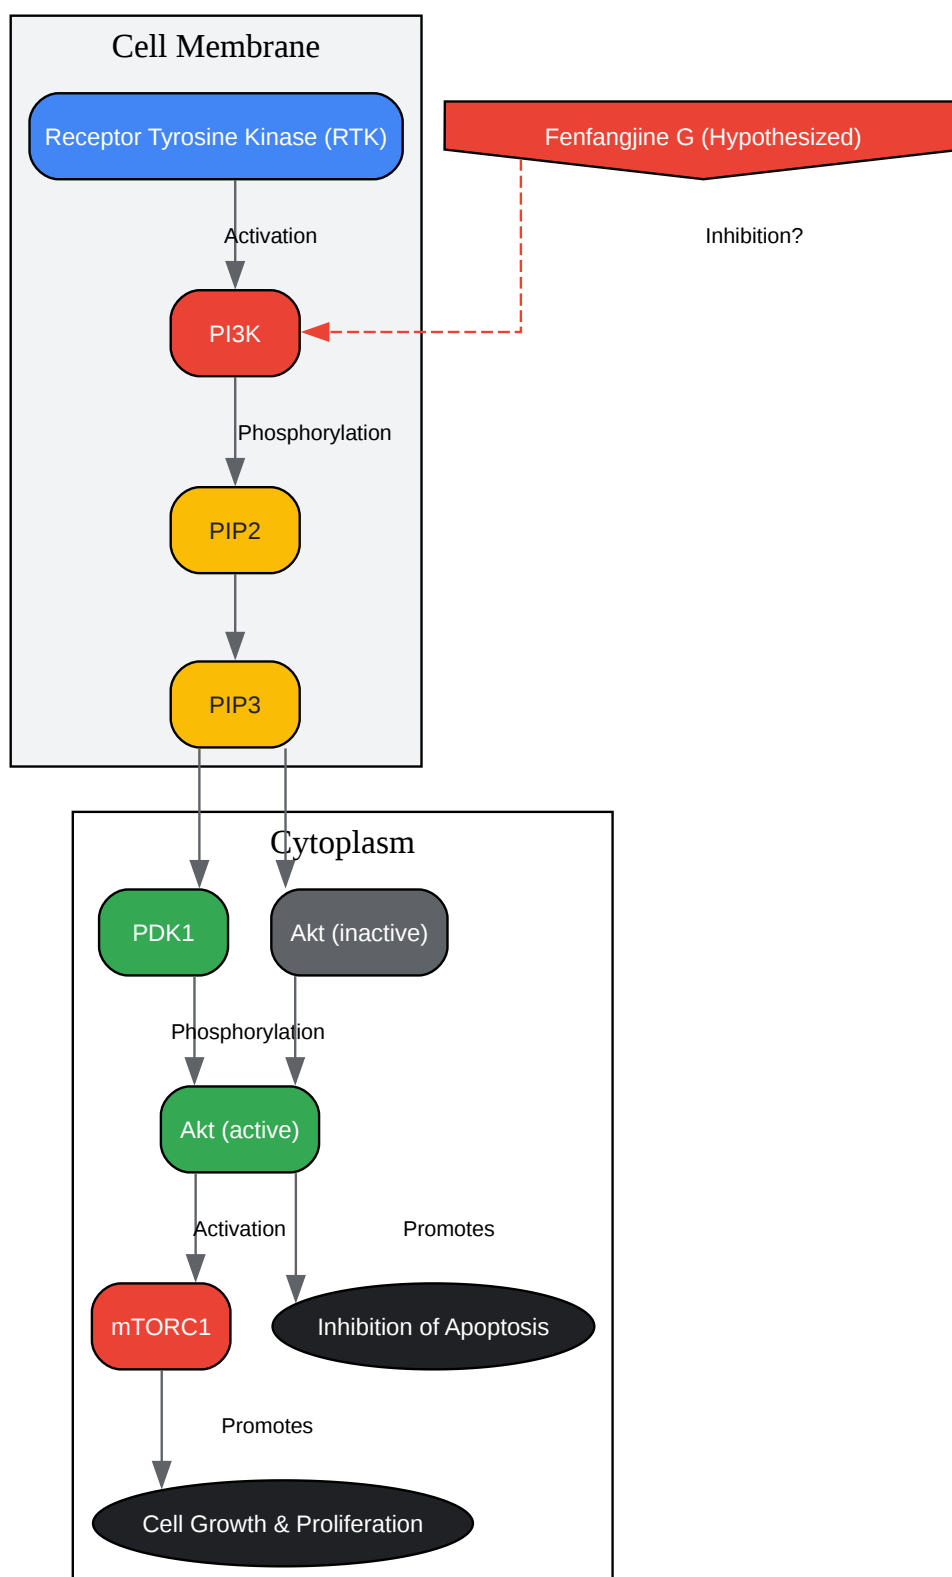 Cell Membrane
Receptor Tyrosine Kinase (RTK)
Fenfangjine G (Hypothesized)
Activation
Inhibition?
PI3K
Phosphorylation
PIP2
PIP3
Cytoplasm
PDK1
Akt (inactive)
Phosphorylation
Akt (active)
Activation
Promotes
mTORC1
Inhibition of Apoptosis
Promotes
Cell Growth & Proliferation